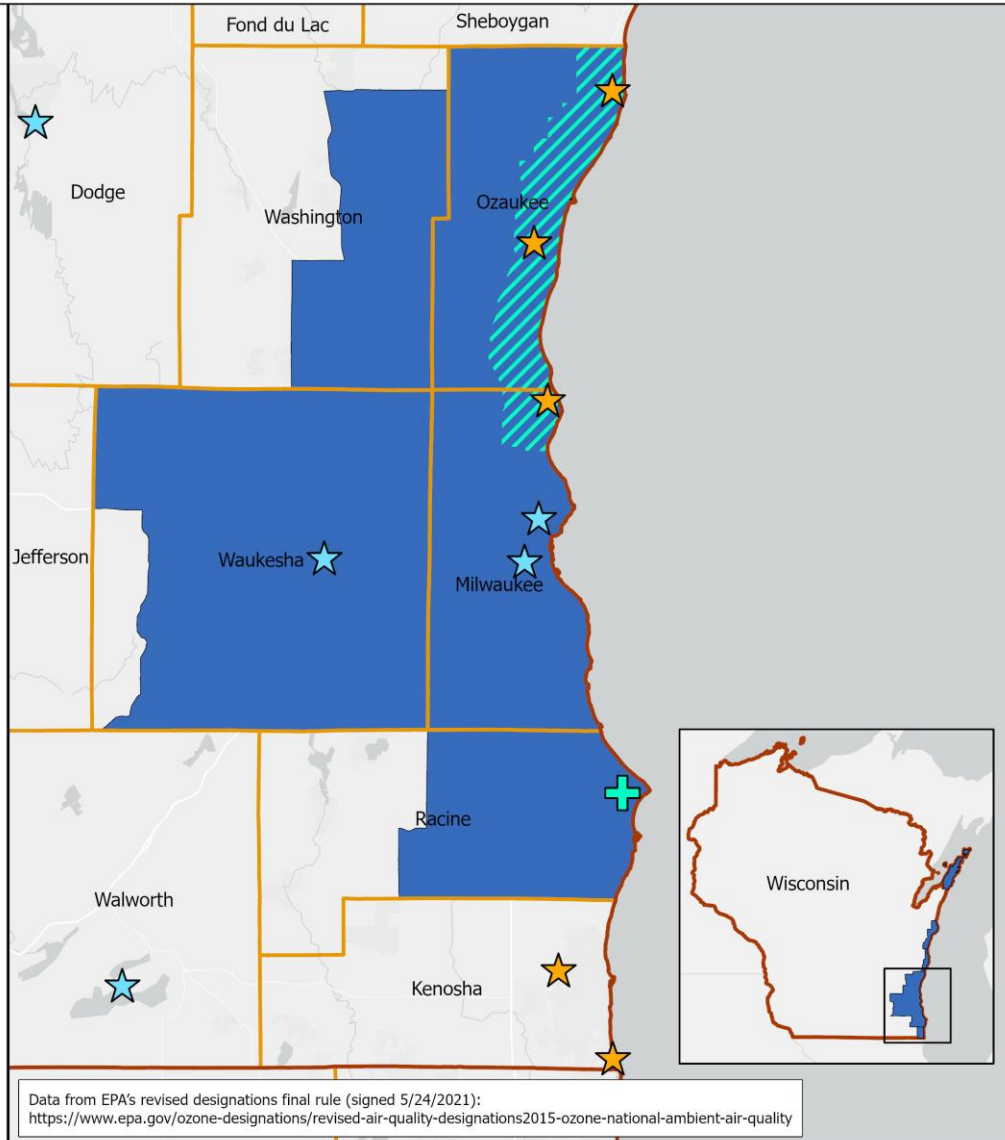 Fond du Lac
Sheboygan
Dodge
Washington
Ozaukee
Jefferson
Waukesha
Milwaukee
Racine
Walworth
Kenosha
Wisconsin
Data from EPA's revised designations final rule (signed 5/24/2021):
https://www.epa.gov/ozone-designations/revised-air-quality-designations2015-ozone-national-ambient-air-quality